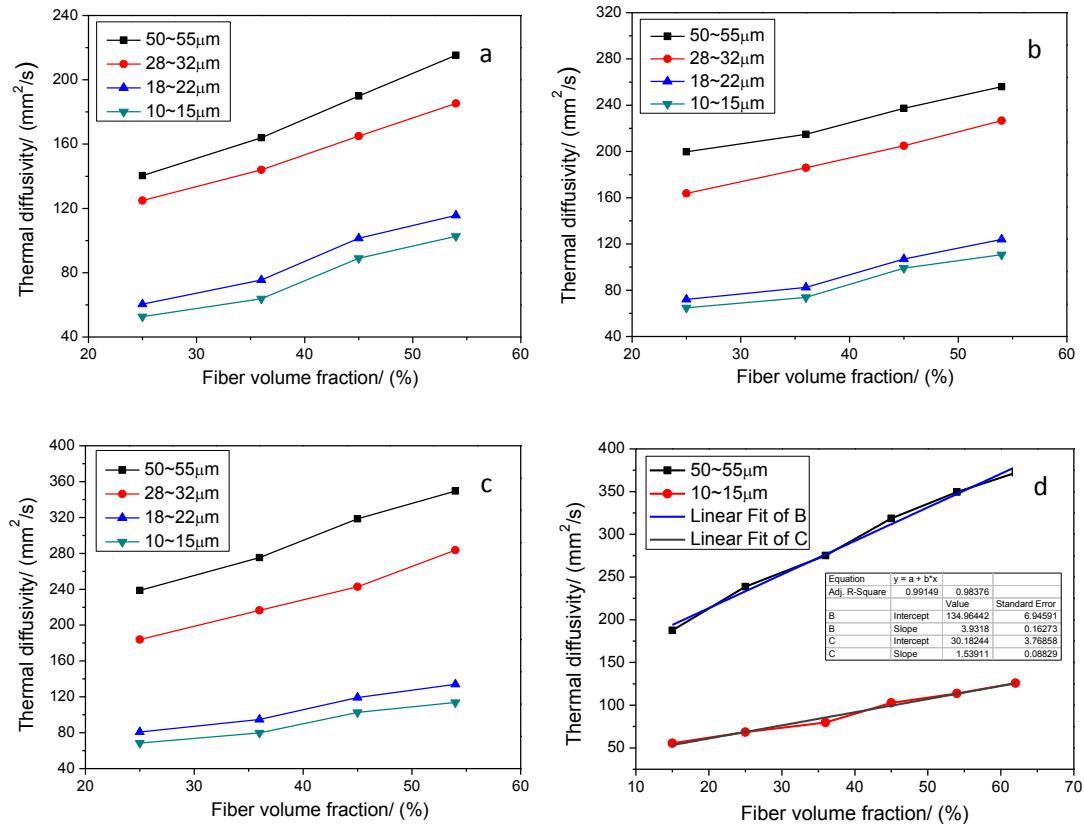 a
50~55μm
28~32μm
18~22μm
10~15μm
Thermal diffusivity/ (mm²/s)
240
200
160
120
80
40
20 30 40 50 60
Fiber volume fraction/ (%)
b
50~55μm
28~32μm
18~22μm
10~15μm
Thermal diffusivity/ (mm²/s)
320
280
240
200
160
120
80
40
20 30 40 50 60
Fiber volume fraction/ (%)
c
50~55μm
28~32μm
18~22μm
10~15μm
Thermal diffusivity/ (mm²/s)
400
360
320
280
240
200
160
120
80
40
20 30 40 50 60
Fiber volume fraction/ (%)
d
50~55μm
10~15μm
Linear Fit of B
Linear Fit of C
Equation y = a + b*x
Adj. R-Square 0.99149 0.98376
Value Standard Error
B Intercept 134.96442 6.94591
B Slope 3.9318 0.16273
C Intercept 30.18244 3.76858
C Slope 1.53911 0.08829
Thermal diffusivity/ (mm²/s)
400
350
300
250
200
150
100
50
10 20 30 40 50 60 70
Fiber volume fraction/ (%)